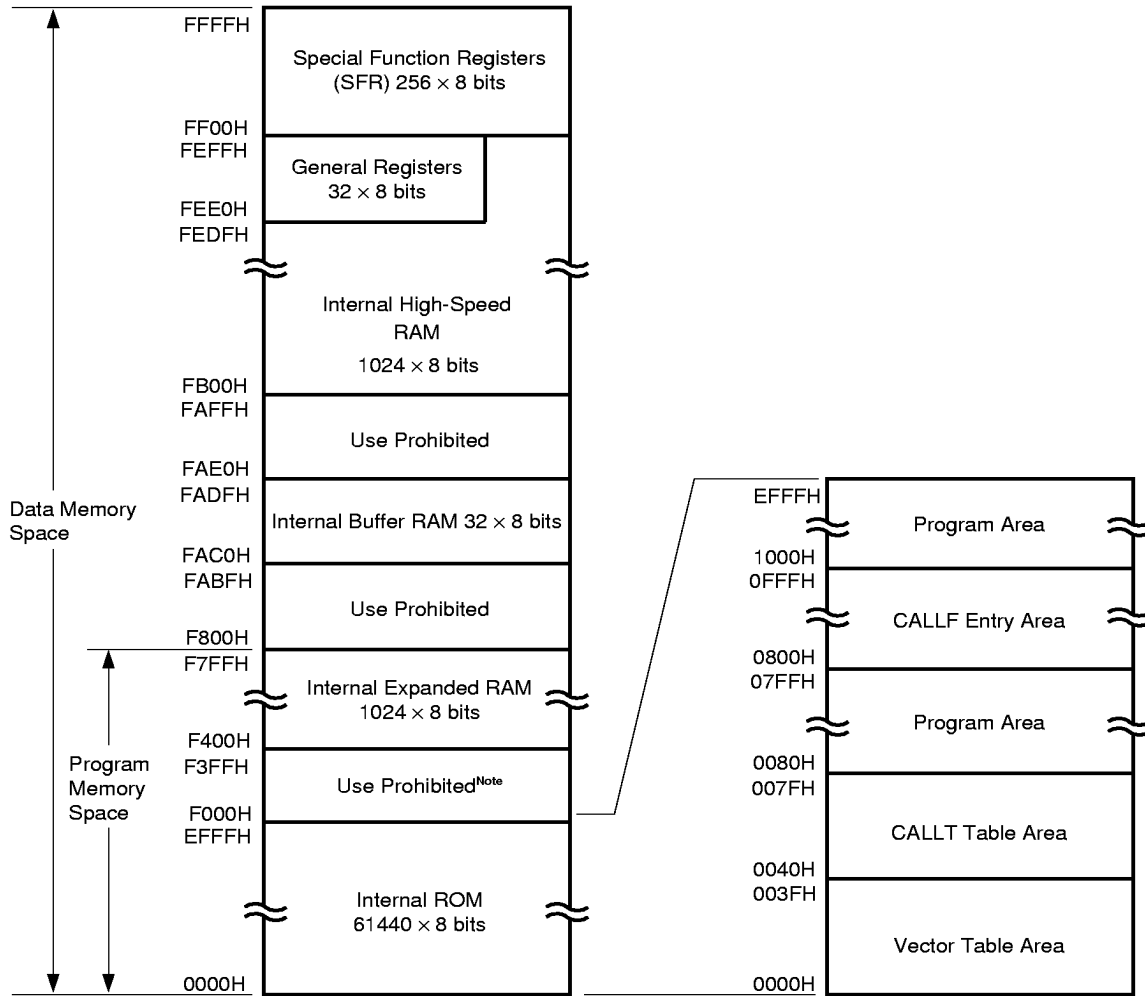 FFFFH
Special Function Registers
(SFR) 256 × 8 bits
FF00H
FEFFH
General Registers
32 × 8 bits
FEE0H
FEDFH
Internal High-Speed
RAM
1024 × 8 bits
FB00H
FAFFH
Use Prohibited
FAE0H
FADFH
Internal Buffer RAM 32 × 8 bits
FAC0H
FABFH
Use Prohibited
F800H
F7FFH
Internal Expanded RAM
1024 × 8 bits
F400H
F3FFH
Use Prohibited Note
F000H
EFFFH
Internal ROM
61440 × 8 bits
0000H
Data Memory
Space
Program
Memory
Space
EFFFH
Program Area
1000H
0FFFH
CALLF Entry Area
0800H
07FFH
Program Area
0080H
007FH
CALLT Table Area
0040H
003FH
Vector Table Area
0000H